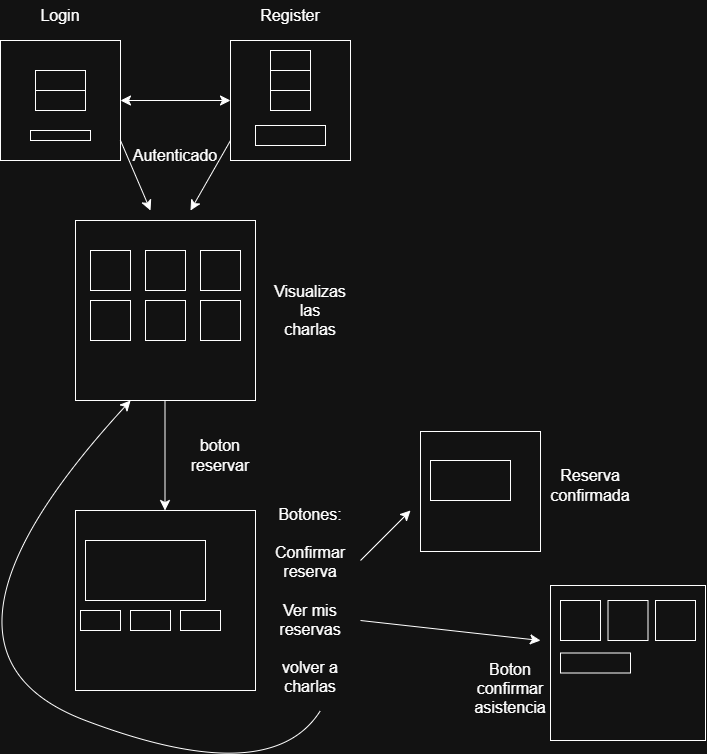 Login
Register
Autenticado
Visualizas
las
charlas
boton
reservar
Botones:
Confirmar
reserva
Ver mis
reservas
volver a
charlas
Reserva
confirmada
Boton
confirmar
asistencia